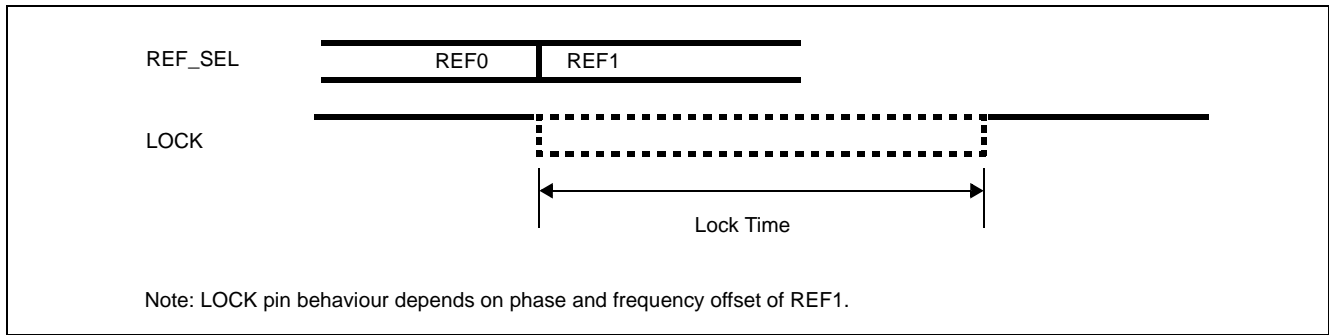 REF_SEL
REF0
REF1
LOCK
Lock Time
Note: LOCK pin behaviour depends on phase and frequency offset of REF1.